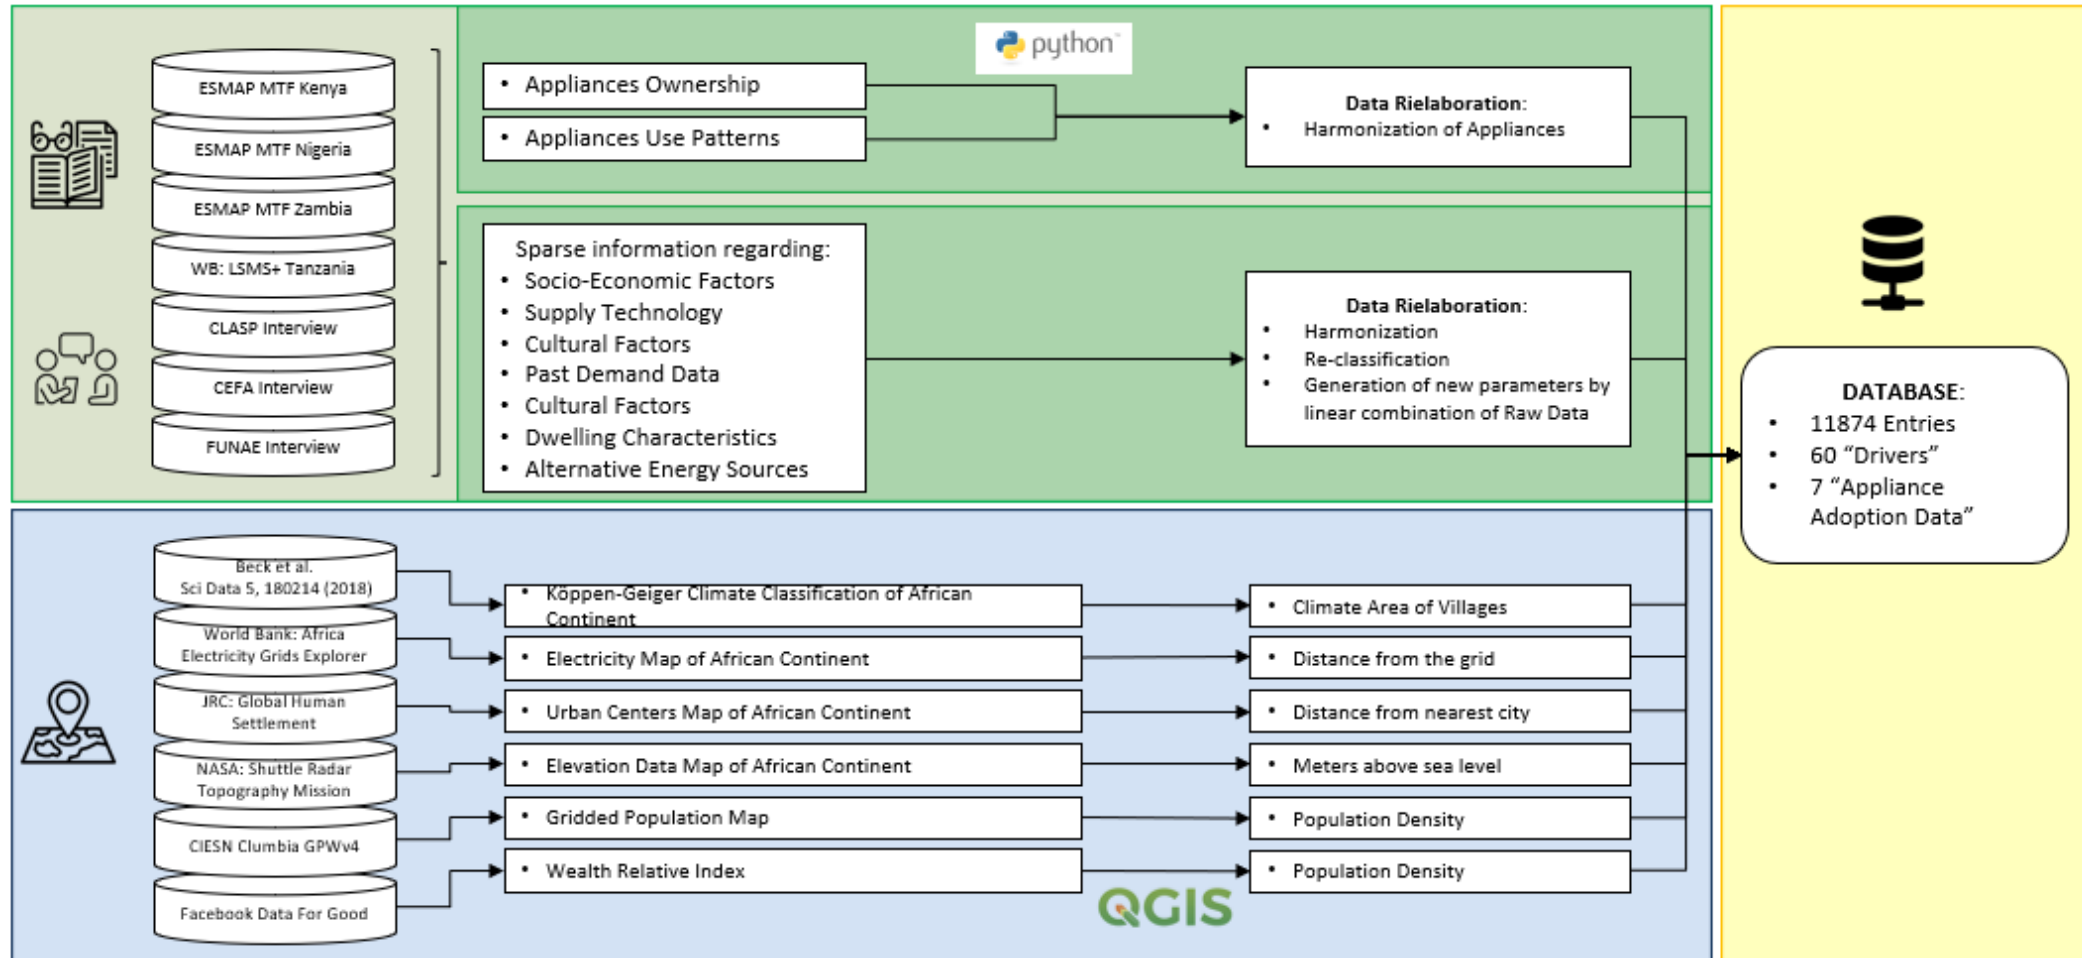 python™
ESMAP MTF Kenya
ESMAP MTF Nigeria
ESMAP MTF Zambia
WB: LSMS+ Tanzania
CLASP Interview
CEFA Interview
FUNAE Interview
• Appliances Ownership
• Appliances Use Patterns
Data Rielaboration:
• Harmonization of Appliances
Sparse information regarding:
• Socio-Economic Factors
• Supply Technology
• Cultural Factors
• Past Demand Data
• Cultural Factors
• Dwelling Characteristics
• Alternative Energy Sources
Data Rielaboration:
• Harmonization
• Re-classification
• Generation of new parameters by
linear combination of Raw Data
DATABASE:
• 11874 Entries
• 60 “Drivers”
• 7 “Appliance
Adoption Data”
Beck et al.
Sci Data 5, 180214 (2018)
World Bank: Africa
Electricity Grids Explorer
JRC: Global Human
Settlement
NASA: Shuttle Radar
Topography Mission
CIESN Clumbia GPWv4
Facebook Data For Good
• Köppen-Geiger Climate Classification of African
Continent
• Electricity Map of African Continent
• Urban Centers Map of African Continent
• Elevation Data Map of African Continent
• Gridded Population Map
• Wealth Relative Index
• Climate Area of Villages
• Distance from the grid
• Distance from nearest city
• Meters above sea level
• Population Density
• Population Density
QGIS